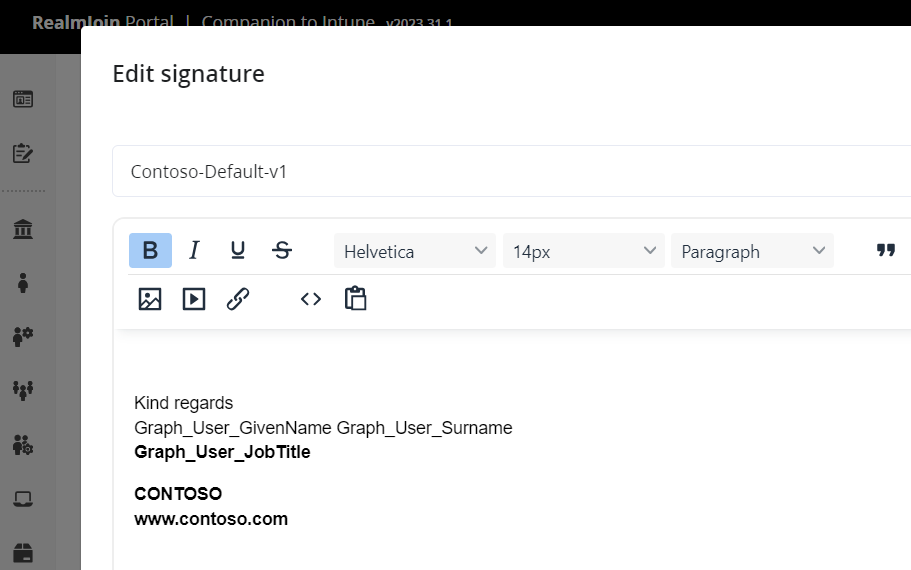 RealmJoin Portal | Companion to Intune v2023.31.1
Edit signature
Contoso-Default-v1
B I U S Helvetica 14px Paragraph
Kind regards
Graph_User_GivenName Graph_User_Surname
Graph_User_JobTitle
CONTOSO
www.contoso.com